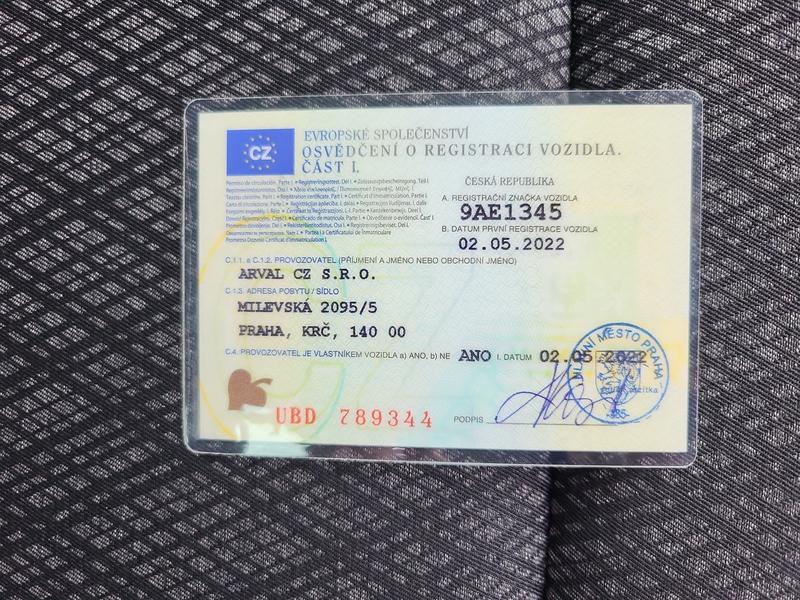 CZ
EVROPSKÉ SPOLEČENSTVÍ
OSVĚDČENÍ O REGISTRACI VOZIDLA.
ČÁST I.
ČESKÁ REPUBLIKA
A. REGISTRAČNÍ ZNAČKA VOZIDLA
9AE1345
B. DATUM PRVNÍ REGISTRACE VOZIDLA
02.05.2022
C.1.1. a C.1.2. PROVOZOVATEL (PŘÍJMENÍ A JMÉNO NEBO OBCHODNÍ JMÉNO)
ARVAL CZ S.R.O.
C.1.3. ADRESA POBYTU / SÍDLO
MILEVSKÁ 2095/5
PRAHA, KRČ, 140 00
C.4. PROVOZOVATEL JE VLASTNÍKEM VOZIDLA a) ANO, b) NE ANO I. DATUM 02.05.2022
UBD 789344
PODPIS
HLAVNÍ MĚSTO PRAHA